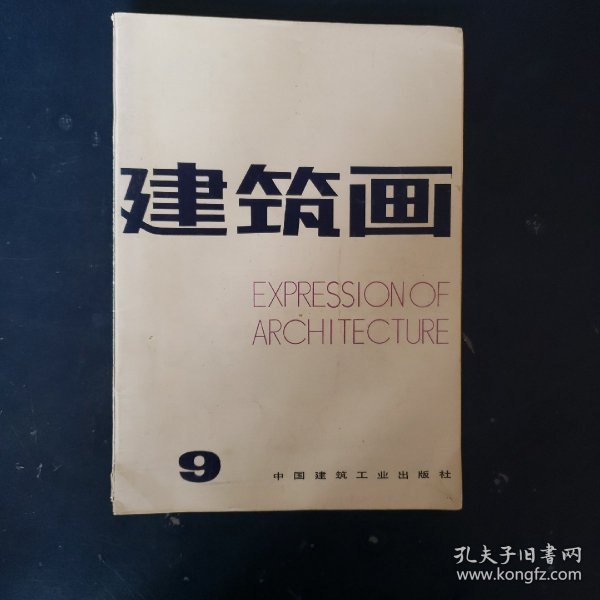 建筑画
EXPRESSION OF
ARCHITECTURE
9
中国建筑工业出版社
孔夫子旧书网
www.kongfz.com